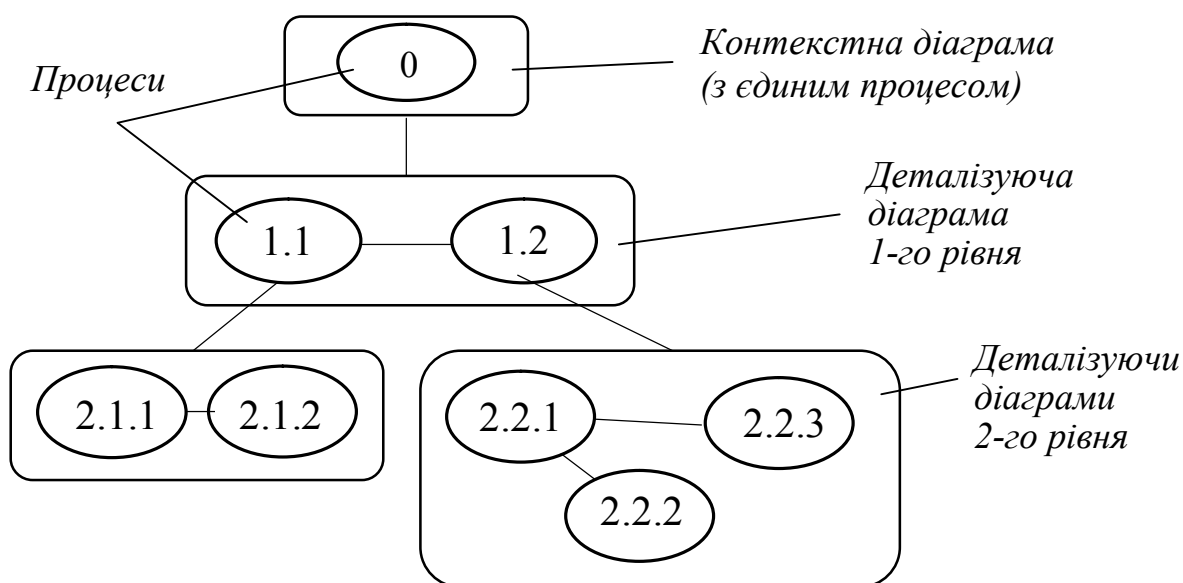 0
Контекстна діаграма
(з єдиним процесом)
Процеси
1.1
1.2
Деталізуюча
діаграма
1-го рівня
2.1.1
2.1.2
2.2.1
2.2.3
2.2.2
Деталізуючи
діаграми
2-го рівня